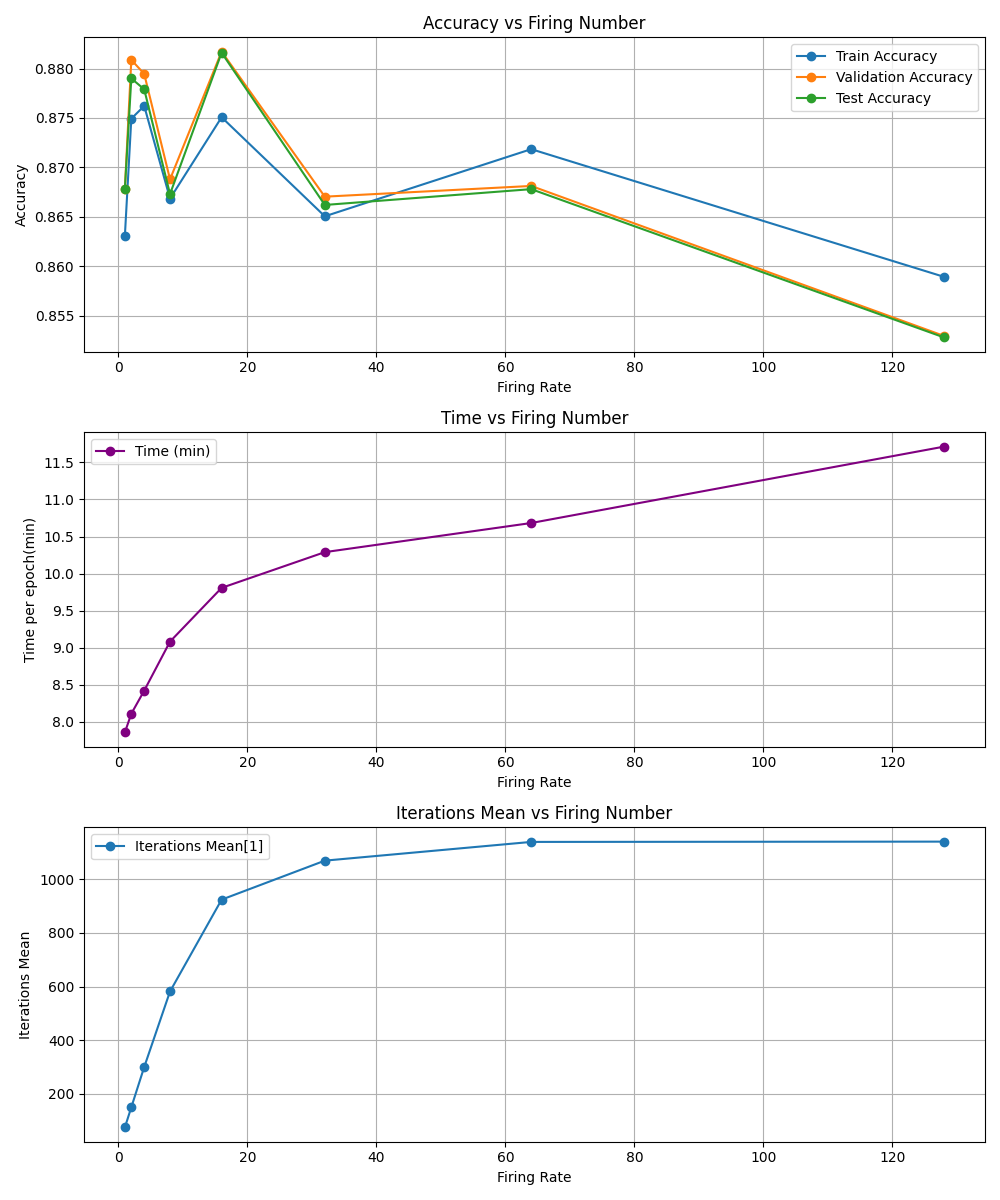 Accuracy vs Firing Number
Train Accuracy
Validation Accuracy
Test Accuracy
0.880
0.875
0.870
0.865
0.860
0.855
Accuracy
0 20 40 60 80 100 120
Firing Rate
Time vs Firing Number
Time (min)
11.5
11.0
10.5
10.0
9.5
9.0
8.5
8.0
Time per epoch(min)
0 20 40 60 80 100 120
Firing Rate
Iterations Mean vs Firing Number
Iterations Mean[1]
1000
800
600
400
200
Iterations Mean
0 20 40 60 80 100 120
Firing Rate